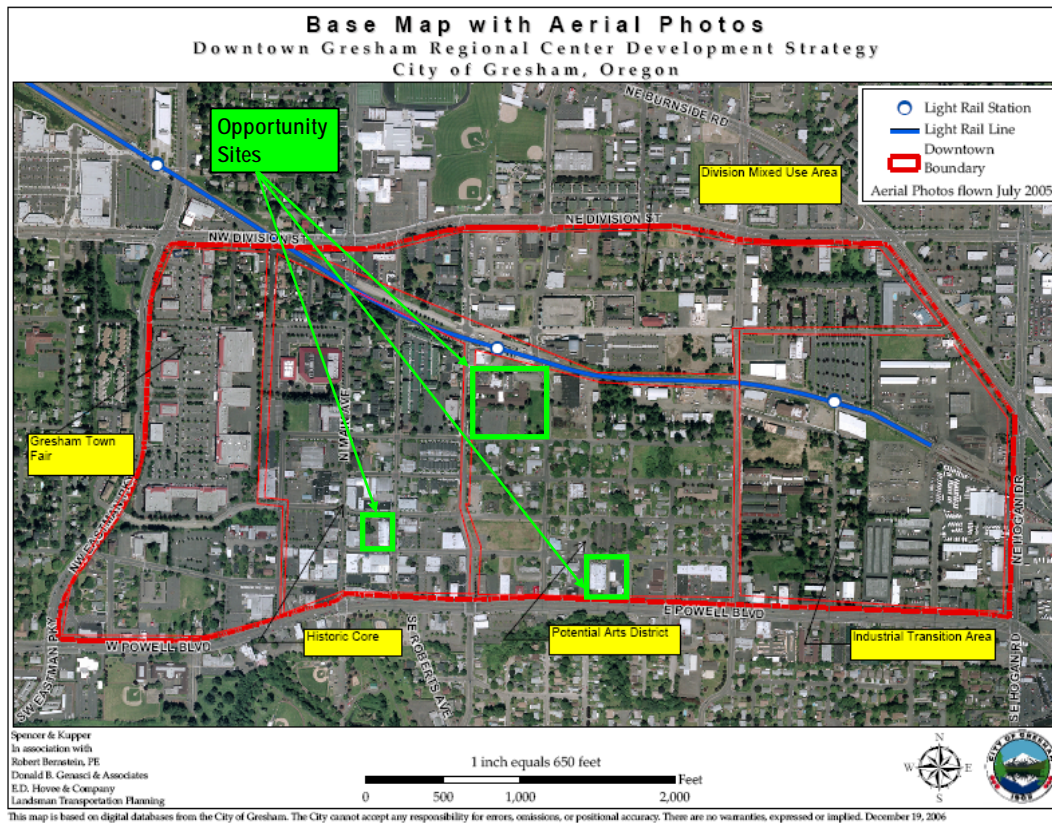 Base Map with Aerial Photos
Downtown Gresham Regional Center Development Strategy
City of Gresham, Oregon
Light Rail Station
Light Rail Line
Downtown
Boundary
Aerial Photos flown July 2005
Opportunity
Sites
NE BURNSIDE RD
Division Mixed Use Area
NE DIVISION ST
NW DIVISION ST
N MAIN AVE
Gresham Town
Fair
NW EASTMAN PKY
NE HOGAN DR
E POWELL BLVD
Historic Core
Potential Arts District
Industrial Transition Area
W POWELL BLVD
SW EASTMAN PKY
SE ROBERTS AVE
SE HOGAN RD
Spencer & Kupper
In association with
Robert Bernstein, PE
Donald B. Genasci & Associates
E.D. Hovee & Company
Landsman Transportation Planning
1 inch equals 650 feet
Feet
0 500 1,000 2,000
N
W E
S
CITY OF GRESHAM
This map is based on digital databases from the City of Gresham. The City cannot accept any responsibility for errors, omissions, or positional accuracy. There are no warranties, expressed or implied. December 19, 2006